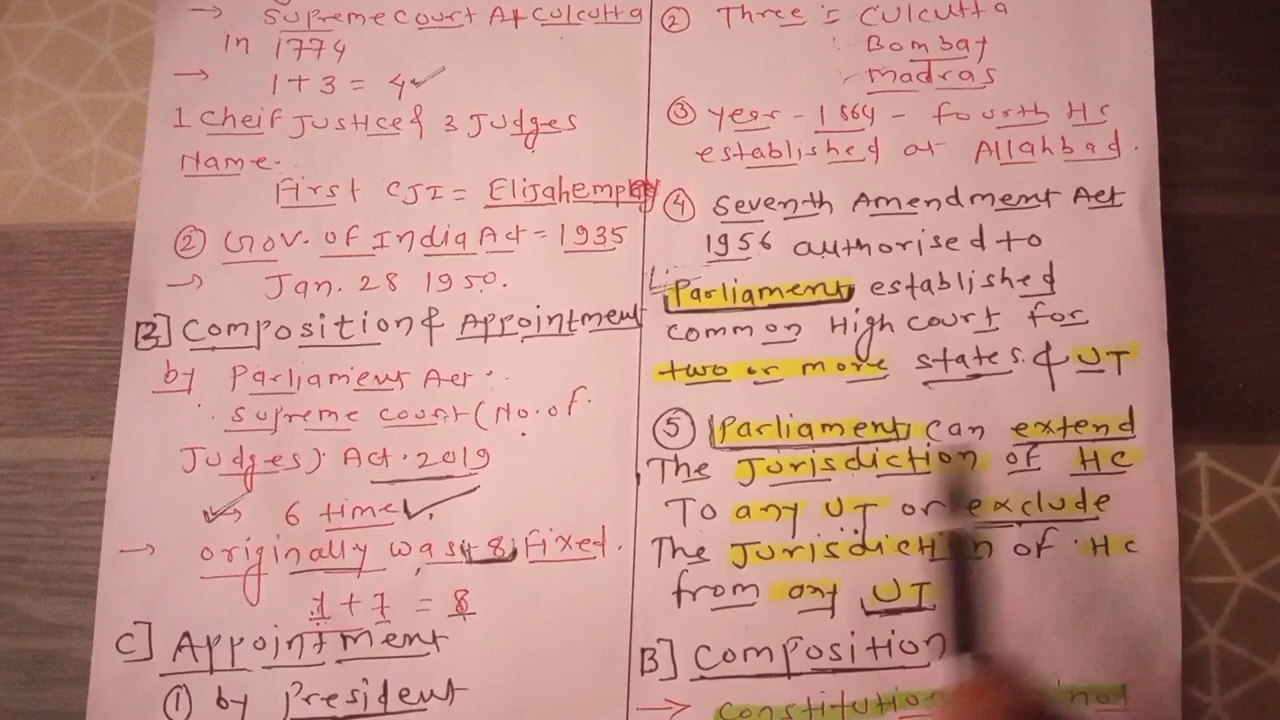 → Supreme court At Culcutta
In 1774
→ 1 + 3 = 4 ✓
1 Cheif Justice & 3 Judges
Name-
First CJI =
② Gov. of India Act = 1935
→ Jan. 28 1950.
B] Composition & Appointment
by Parliament Act
Supreme court (No. of
Judges) Act. 2019
→ 6 time ✓.
→ originally was 8 Fixed.
1 + 7 = 8
C] Appointment
① by President
② Three : Culcutta
Bombay
Madras
③ year - 1864 - fourth Hc
established at Allahbad.
④ Seventh Amendment Act
1956 authorised to
Parliament established
common High court for
two or more states. & UT
⑤ Parliament can extend
The Jurisdiction of HC
To any UT or exclude
The Jurisdiction of Hc
from any UT
B] Composition
→ Constitution not